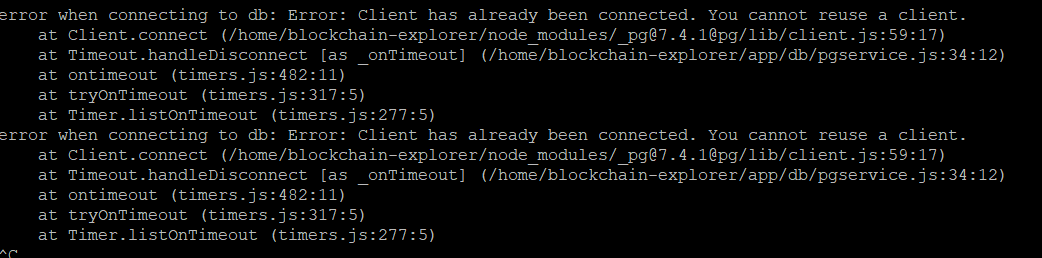 error when connecting to db: Error: Client has already been connected. You cannot reuse a client.
    at Client.connect (/home/blockchain-explorer/node_modules/_pg@7.4.1@pg/lib/client.js:59:17)
    at Timeout.handleDisconnect [as _onTimeout] (/home/blockchain-explorer/app/db/pgservice.js:34:12)
    at ontimeout (timers.js:482:11)
    at tryOnTimeout (timers.js:317:5)
    at Timer.listOnTimeout (timers.js:277:5)
error when connecting to db: Error: Client has already been connected. You cannot reuse a client.
    at Client.connect (/home/blockchain-explorer/node_modules/_pg@7.4.1@pg/lib/client.js:59:17)
    at Timeout.handleDisconnect [as _onTimeout] (/home/blockchain-explorer/app/db/pgservice.js:34:12)
    at ontimeout (timers.js:482:11)
    at tryOnTimeout (timers.js:317:5)
    at Timer.listOnTimeout (timers.js:277:5)
^C